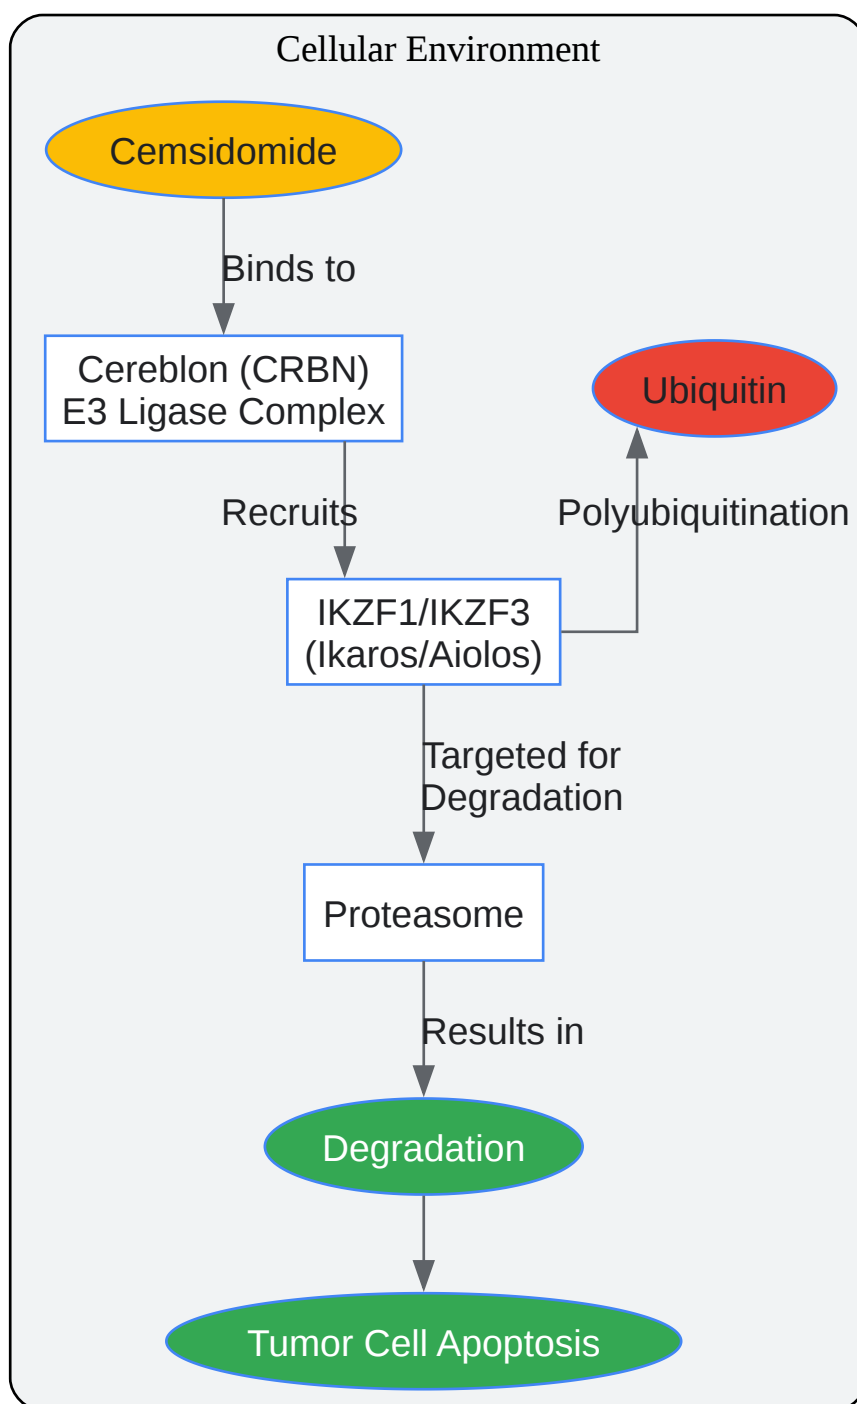 Cellular Environment
Cemsidomide
Binds to
Cereblon (CRBN)
E3 Ligase Complex
Ubiquitin
Recruits
Polyubiquitination
IKZF1/IKZF3
(Ikaros/Aiolos)
Targeted for
Degradation
Proteasome
Results in
Degradation
Tumor Cell Apoptosis